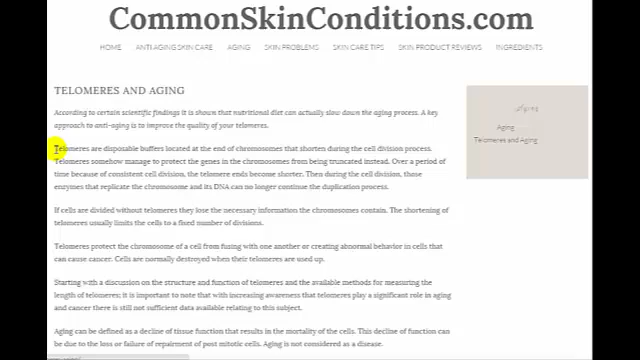 CommonSkinConditions.com
HOME ANTI AGING SKIN CARE AGING SKIN PROBLEMS SKIN CARE TIPS SKIN PRODUCT REVIEWS INGREDIENTS
TELOMERES AND AGING
According to certain scientific findings it is shown that nutritional diet can actually slow down the aging process. A key
approach to anti-aging is to improve the quality of your telomeres.
Telomeres are disposable buffers located at the end of chromosomes that shorten during the cell division process.
Telomeres somehow manage to protect the genes in the chromosomes from being truncated instead. Over a period of
time because of consistent cell division, the telomere ends become shorter. Then during cell division, those
enzymes that replicate the chromosome and its DNA can no longer continue the duplication process.
If cells are divided without telomeres they lose the necessary information the chromosomes contain. The shortening of
telomeres usually limits the cells to a fixed number of divisions.
Telomeres protect the chromosome of a cell from fusing with one another or creating abnormal behavior in cells that
can cause cancer. Cells are normally destroyed when their telomeres are used up.
Starting with a discussion on the structure and function of telomeres and the available methods for measuring the
length of telomeres; it is important to note that with increasing awareness that telomeres play a significant role in aging
and cancer there is still not sufficient data available relating to this subject.
Aging can be defined as a decline of tissue function that results in the mortality of the cells. This decline of function can
be due to the loss or failure of repairment of post mitotic cells. Aging is not considered as a disease.
Aging
Telomeres and Aging